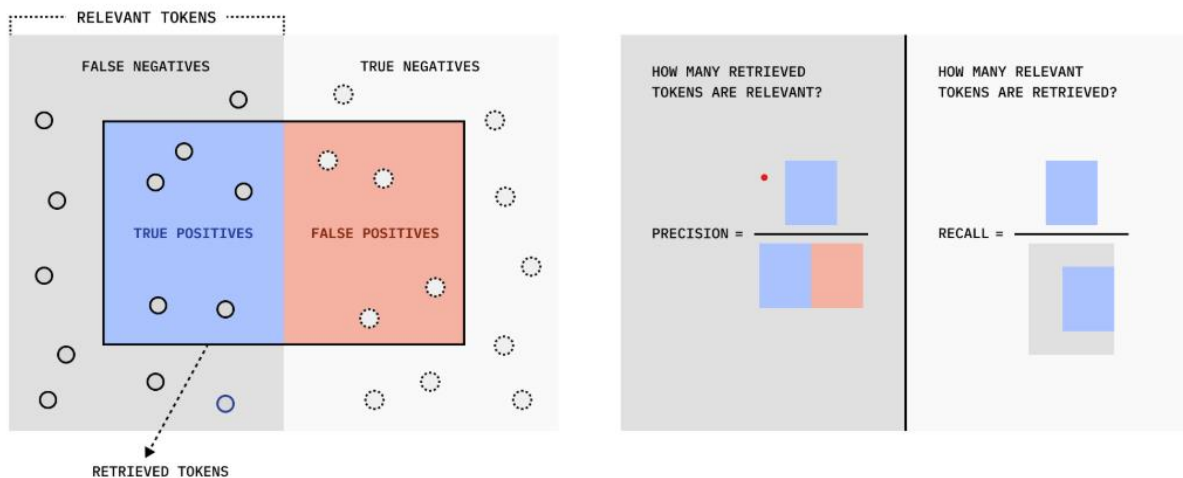 RELEVANT TOKENS
FALSE NEGATIVES
TRUE NEGATIVES
TRUE POSITIVES
FALSE POSITIVES
RETRIEVED TOKENS
HOW MANY RETRIEVED
TOKENS ARE RELEVANT?
PRECISION =
HOW MANY RELEVANT
TOKENS ARE RETRIEVED?
RECALL =